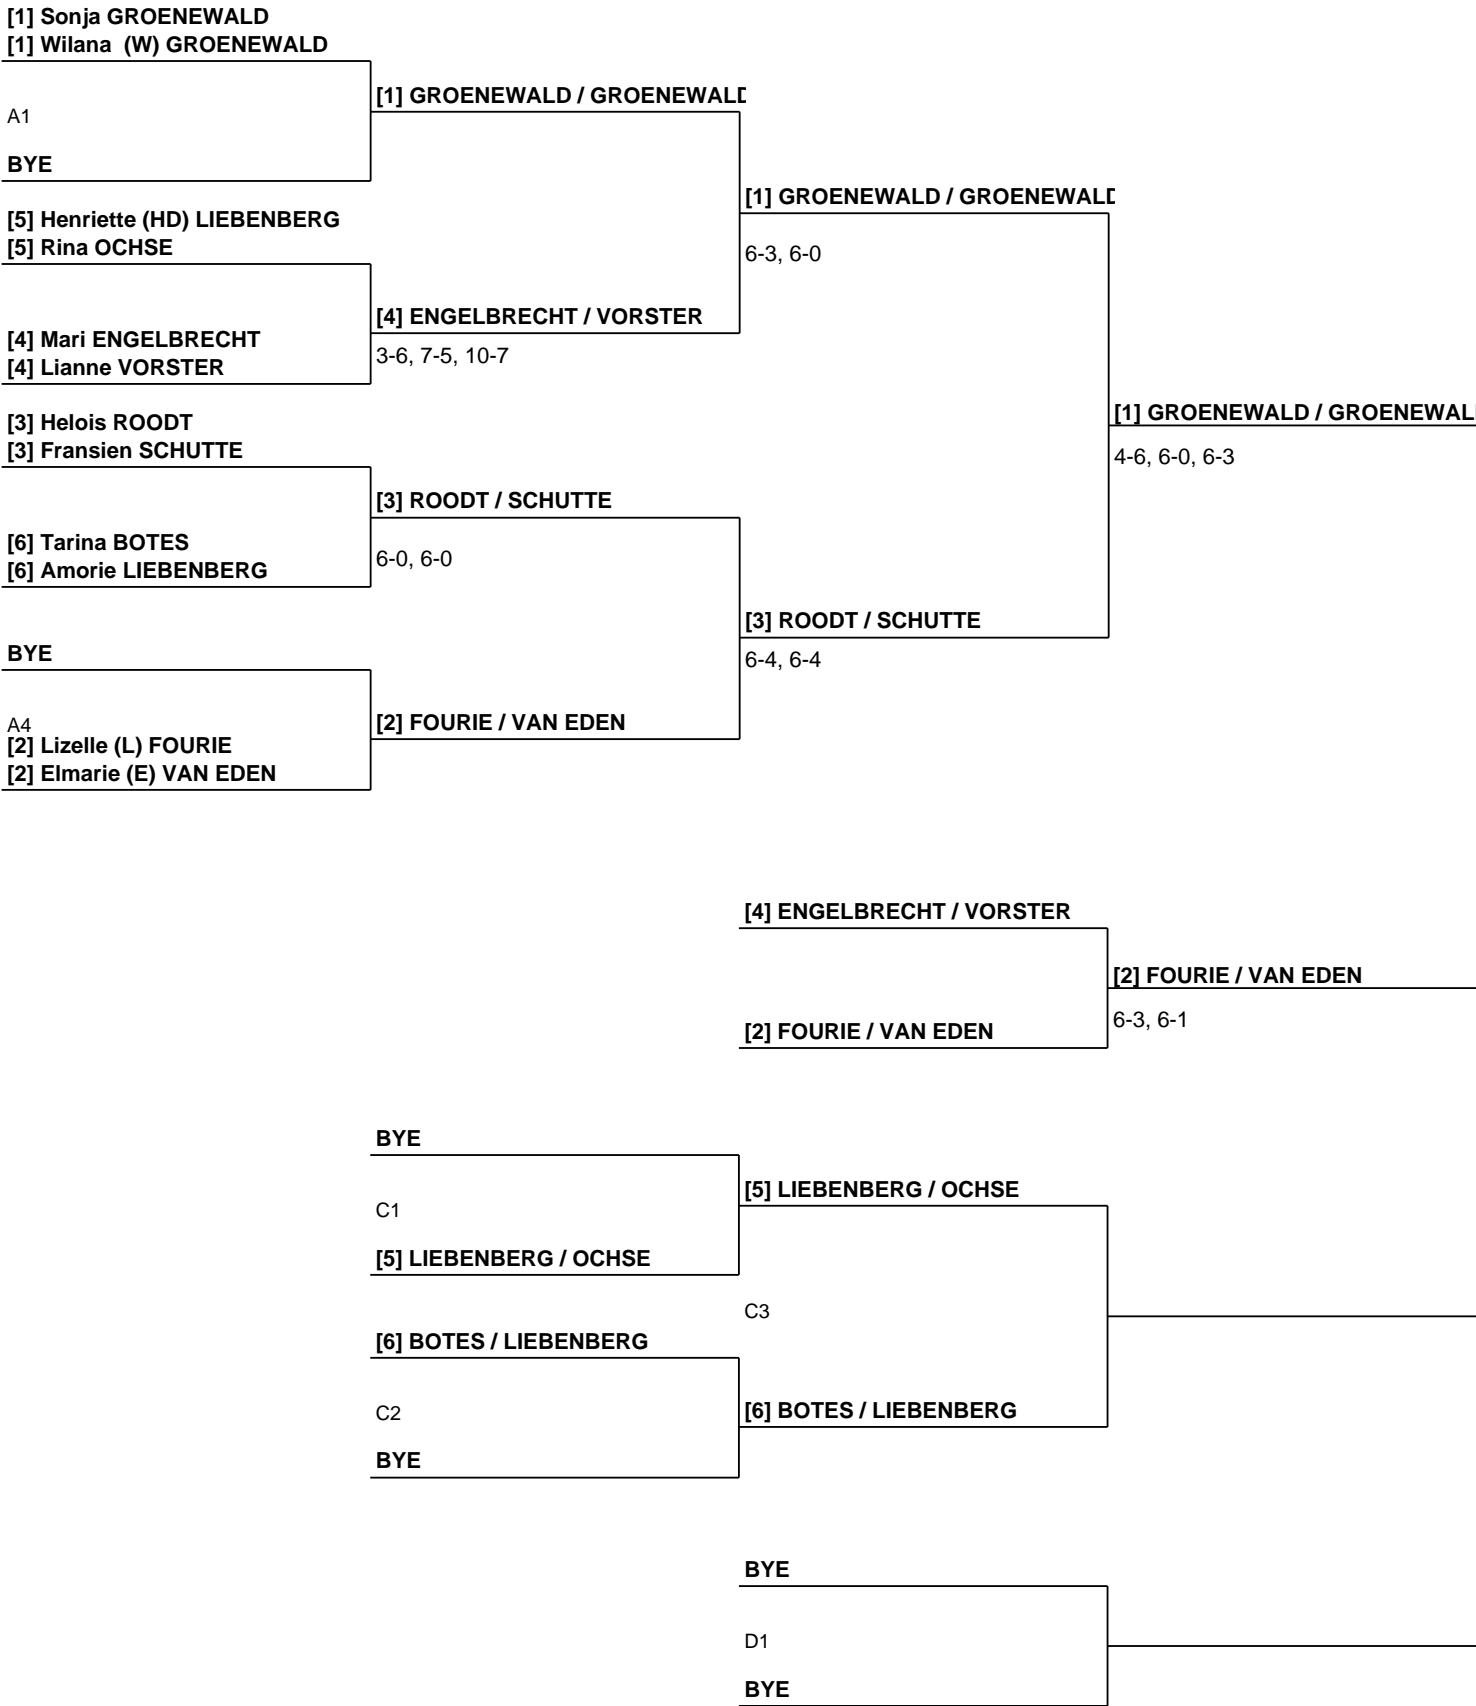 [1] Sonja GROENEWALD
[1] Wilana  (W) GROENEWALD
[1] GROENEWALD / GROENEWALD
A1
BYE
[1] GROENEWALD / GROENEWALD
[5] Henriette (HD) LIEBENBERG
[5] Rina OCHSE
6-3, 6-0
[4] ENGELBRECHT / VORSTER
[4] Mari ENGELBRECHT
[4] Lianne VORSTER
3-6, 7-5, 10-7
[1] GROENEWALD / GROENEWAL
[3] Helois ROODT
[3] Fransien SCHUTTE
4-6, 6-0, 6-3
[3] ROODT / SCHUTTE
[6] Tarina BOTES
[6] Amorie LIEBENBERG
6-0, 6-0
[3] ROODT / SCHUTTE
BYE
6-4, 6-4
A4
[2] FOURIE / VAN EDEN
[2] Lizelle (L) FOURIE
[2] Elmarie (E) VAN EDEN
[4] ENGELBRECHT / VORSTER
[2] FOURIE / VAN EDEN
6-3, 6-1
[2] FOURIE / VAN EDEN
BYE
[5] LIEBENBERG / OCHSE
C1
[5] LIEBENBERG / OCHSE
C3
[6] BOTES / LIEBENBERG
C2
[6] BOTES / LIEBENBERG
BYE
BYE
D1
BYE